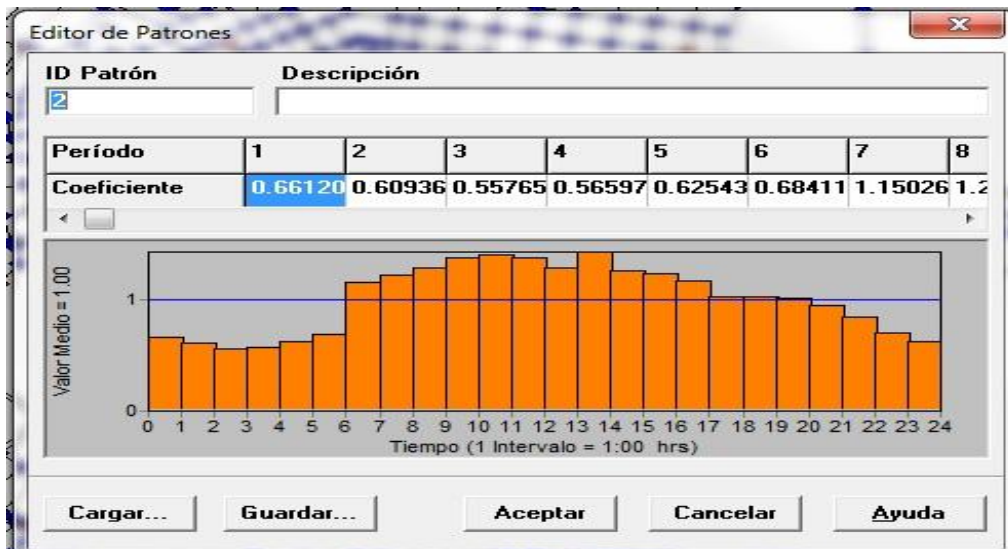 Editor de Patrones
ID Patrón Descripción
2
Período 1 2 3 4 5 6 7 8
Coeficiente 0.66120 0.60936 0.55765 0.56597 0.62543 0.68411 1.15026 1.2
Valor Medio = 1.00
1
0
0 1 2 3 4 5 6 7 8 9 10 11 12 13 14 15 16 17 18 19 20 21 22 23 24
Tiempo (1 Intervalo = 1:00 hrs)
Cargar... Guardar... Aceptar Cancelar Ayuda